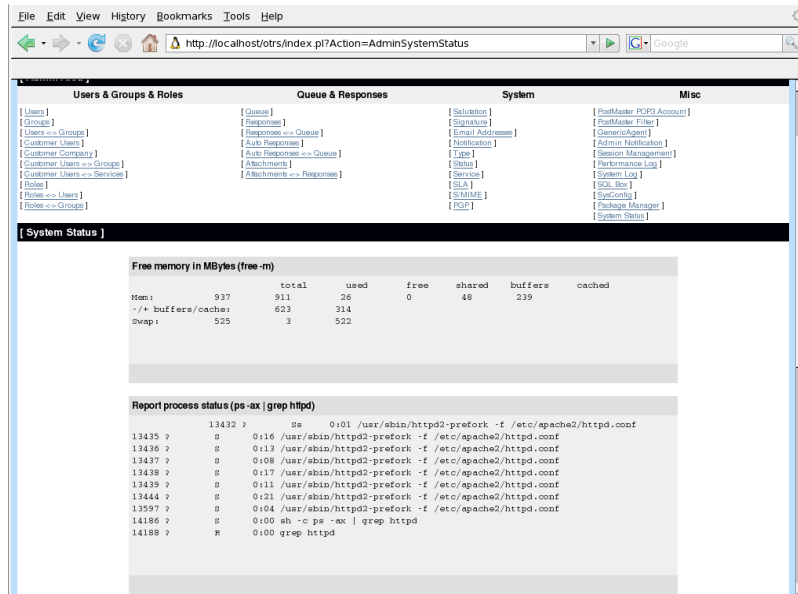 File Edit View History Bookmarks Tools Help
http://localhost/otrs/index.pl?Action=AdminSystemStatus
Google
Users & Groups & Roles Queue & Responses System Misc
[ Users ] [ Queue ] [ Salutation ] [ PostMaster POP3 Account ]
[ Groups ] [ Responses ] [ Signature ] [ PostMaster Filter ]
[ Users <-> Groups ] [ Responses <-> Queue ] [ Email Addresses ] [ GenericAgent ]
[ Customer Users ] [ Auto Responses ] [ Notification ] [ Admin Notification ]
[ Customer Company ] [ Auto Responses <-> Queue ] [ Type ] [ Session Management ]
[ Customer Users <-> Groups ] [ Attachments ] [ Status ] [ Performance Log ]
[ Customer Users <-> Services ] [ Attachments <-> Responses ] [ Service ] [ System Log ]
[ Roles ] [ SLA ] [ SQL Box ]
[ Roles <-> Users ] [ S/MIME ] [ SysConfig ]
[ Roles <-> Groups ] [ PGP ] [ Package Manager ]
[ System Status ]
[ System Status ]
Free memory in MBytes (free -m)
total used free shared buffers cached
Mem: 937 911 26 0 48 239
-/+ buffers/cache: 623 314
Swap: 525 3 522
Report process status (ps -ax | grep httpd)
13432 ? Ss 0:01 /usr/sbin/httpd2-prefork -f /etc/apache2/httpd.conf
13435 ? S 0:16 /usr/sbin/httpd2-prefork -f /etc/apache2/httpd.conf
13436 ? S 0:13 /usr/sbin/httpd2-prefork -f /etc/apache2/httpd.conf
13437 ? S 0:08 /usr/sbin/httpd2-prefork -f /etc/apache2/httpd.conf
13438 ? S 0:17 /usr/sbin/httpd2-prefork -f /etc/apache2/httpd.conf
13439 ? S 0:11 /usr/sbin/httpd2-prefork -f /etc/apache2/httpd.conf
13444 ? S 0:21 /usr/sbin/httpd2-prefork -f /etc/apache2/httpd.conf
13597 ? S 0:04 /usr/sbin/httpd2-prefork -f /etc/apache2/httpd.conf
14186 ? S 0:00 sh -c ps -ax | grep httpd
14188 ? R 0:00 grep httpd